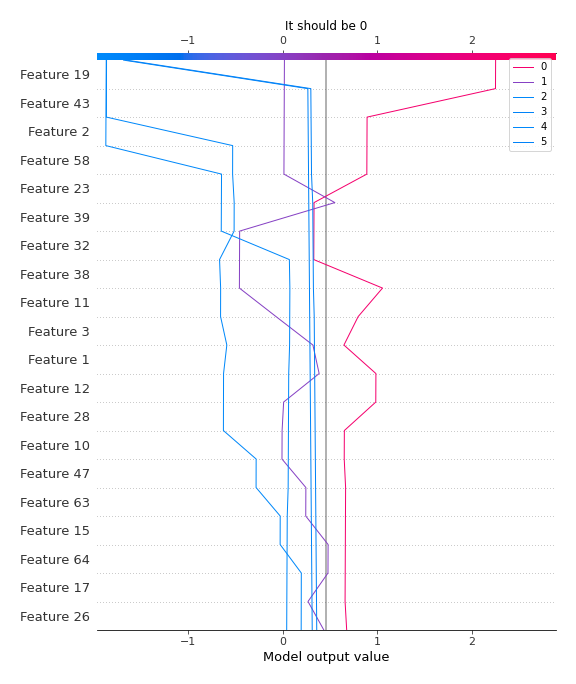 It should be 0
−1 0 1 2
0
1
2
3
4
5
Feature 19
Feature 43
Feature 2
Feature 58
Feature 23
Feature 39
Feature 32
Feature 38
Feature 11
Feature 3
Feature 1
Feature 12
Feature 28
Feature 10
Feature 47
Feature 63
Feature 15
Feature 64
Feature 17
Feature 26
−1 0 1 2
Model output value